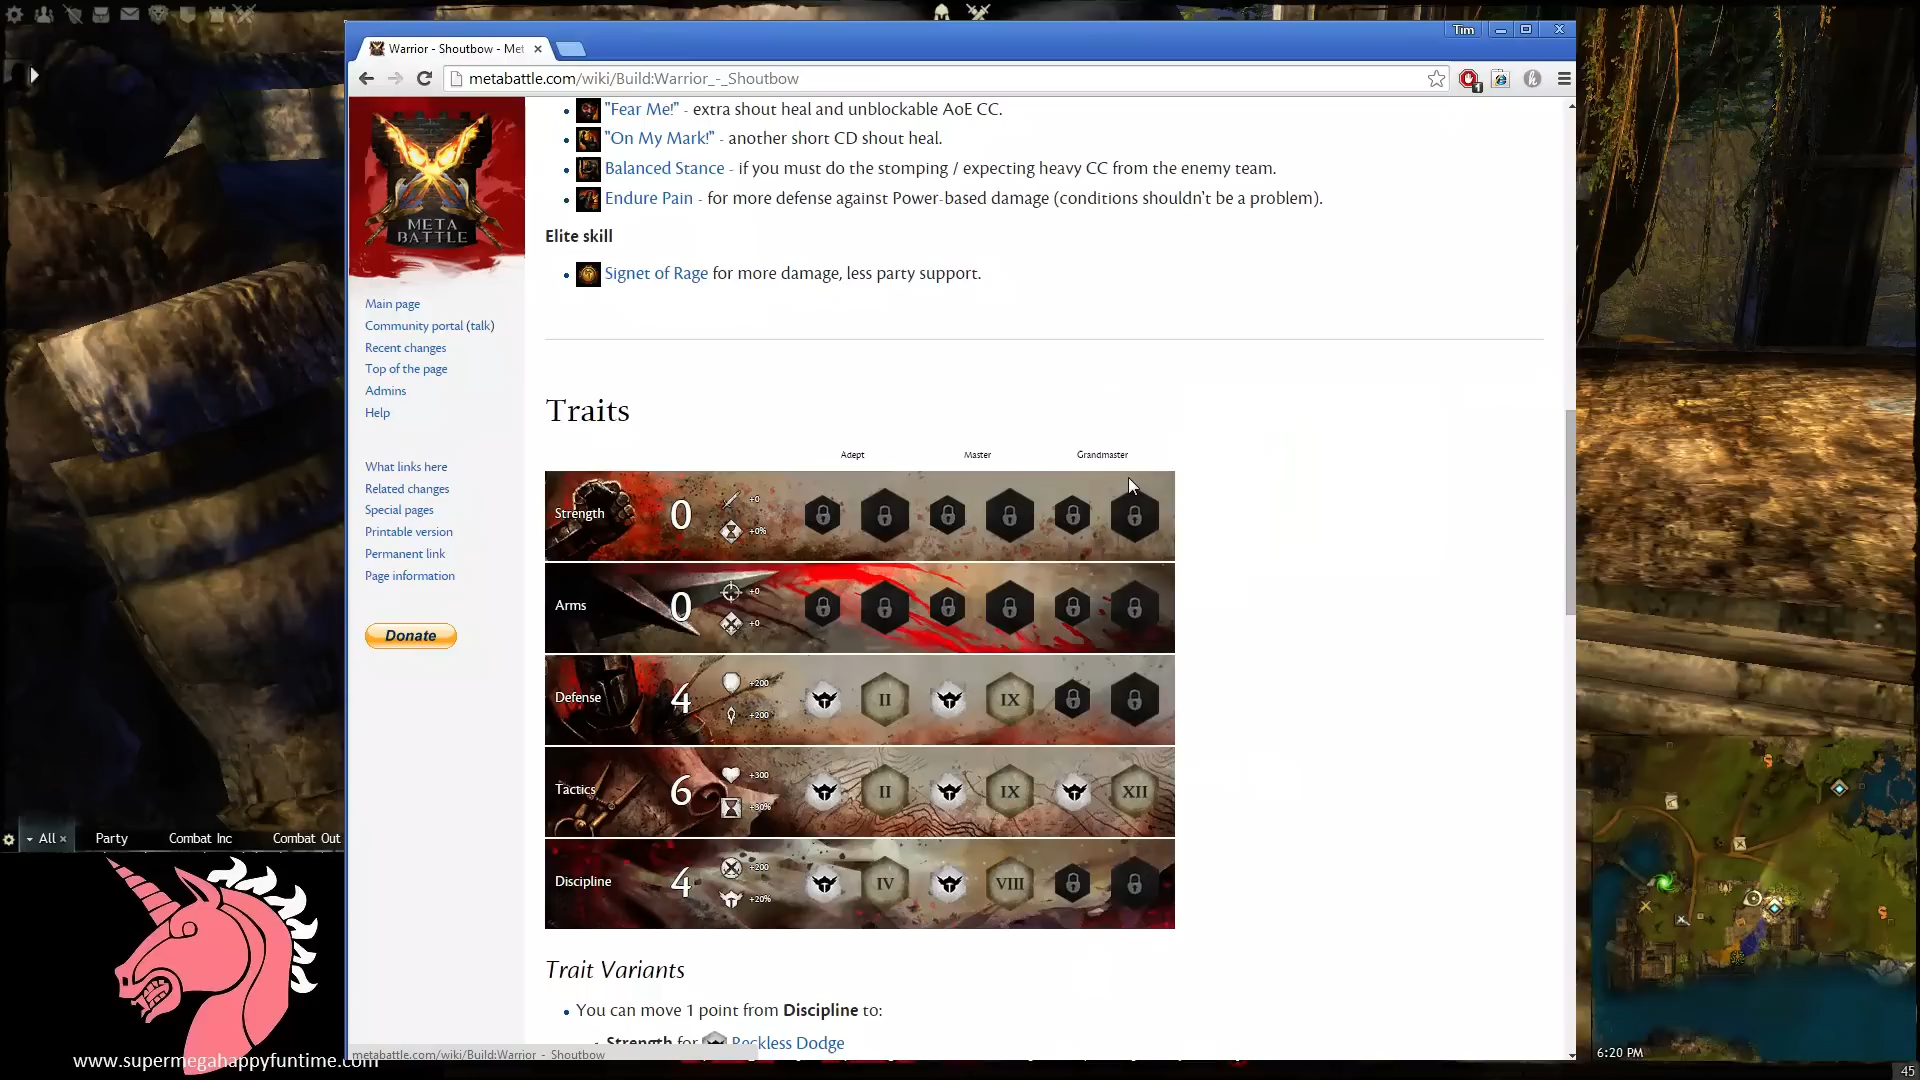 Tim
Warrior - Shoutbow - Met
metabattle.com/wiki/Build:Warrior_-_Shoutbow
"Fear Me!" - extra shout heal and unblockable AoE CC.
"On My Mark!" - another short CD shout heal.
Balanced Stance - if you must do the stomping / expecting heavy CC from the enemy team.
Endure Pain - for more defense against Power-based damage (conditions shouldn't be a problem).
Elite skill
Signet of Rage for more damage, less party support.
META
BATTLE
Main page
Community portal (talk)
Recent changes
Top of the page
Admins
Help
What links here
Related changes
Special pages
Printable version
Permanent link
Page information
Donate
Traits
Adept Master Grandmaster
Strength 0 +0 +0%
Arms 0 +0 +0
Defense 4 +200 +200 II IX
Tactics 6 +300 +30% II IX XII
Discipline 4 +200 +20% IV VIII
Trait Variants
You can move 1 point from Discipline to:
Strength for Reckless Dodge
metabattle.com/wiki/Build:Warrior_-_Shoutbow
All Party Combat Inc Combat Out
www.supermegahappyfuntime.com
6:20 PM
45